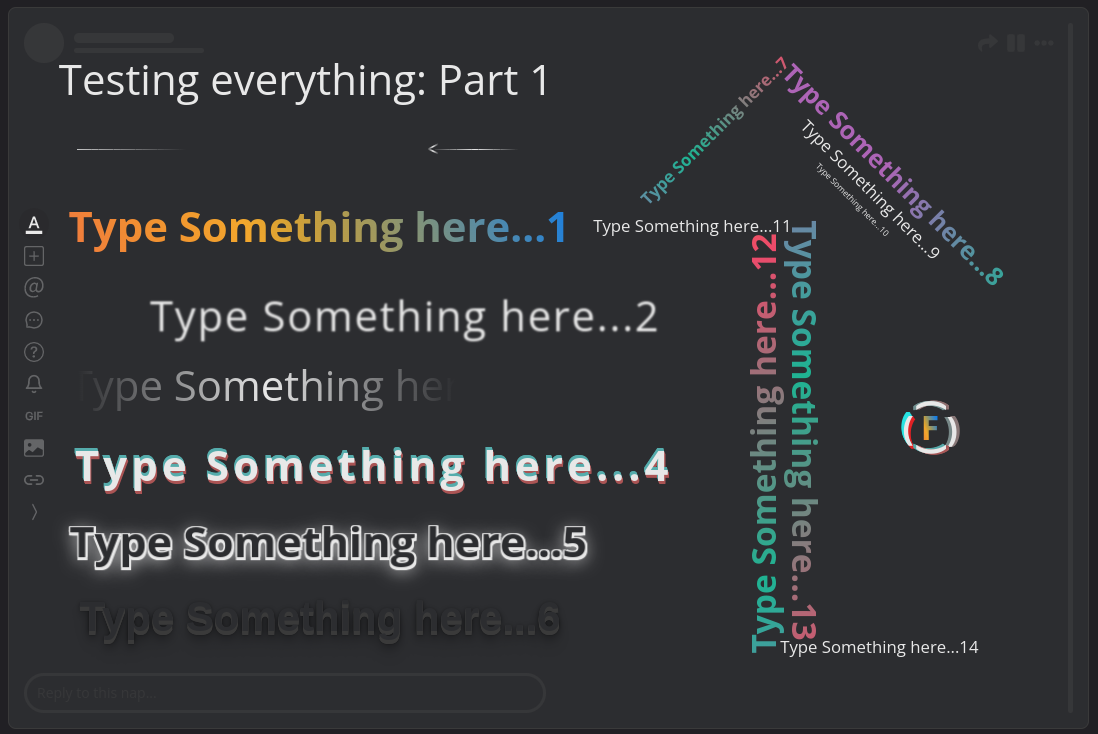 Testing everything: Part 1
A
@
?
GIF
Type Something here...1
Type Something here...2
Type Something her
Type Something here...4
Type Something here...5
Type Something here...6
Type Something here...7
Type Something here...8
Type Something here...9
Type Something here...10
Type Something here...11
Type Something here...12
Type Something here...13
F
Type Something here...14
Reply to this nap...